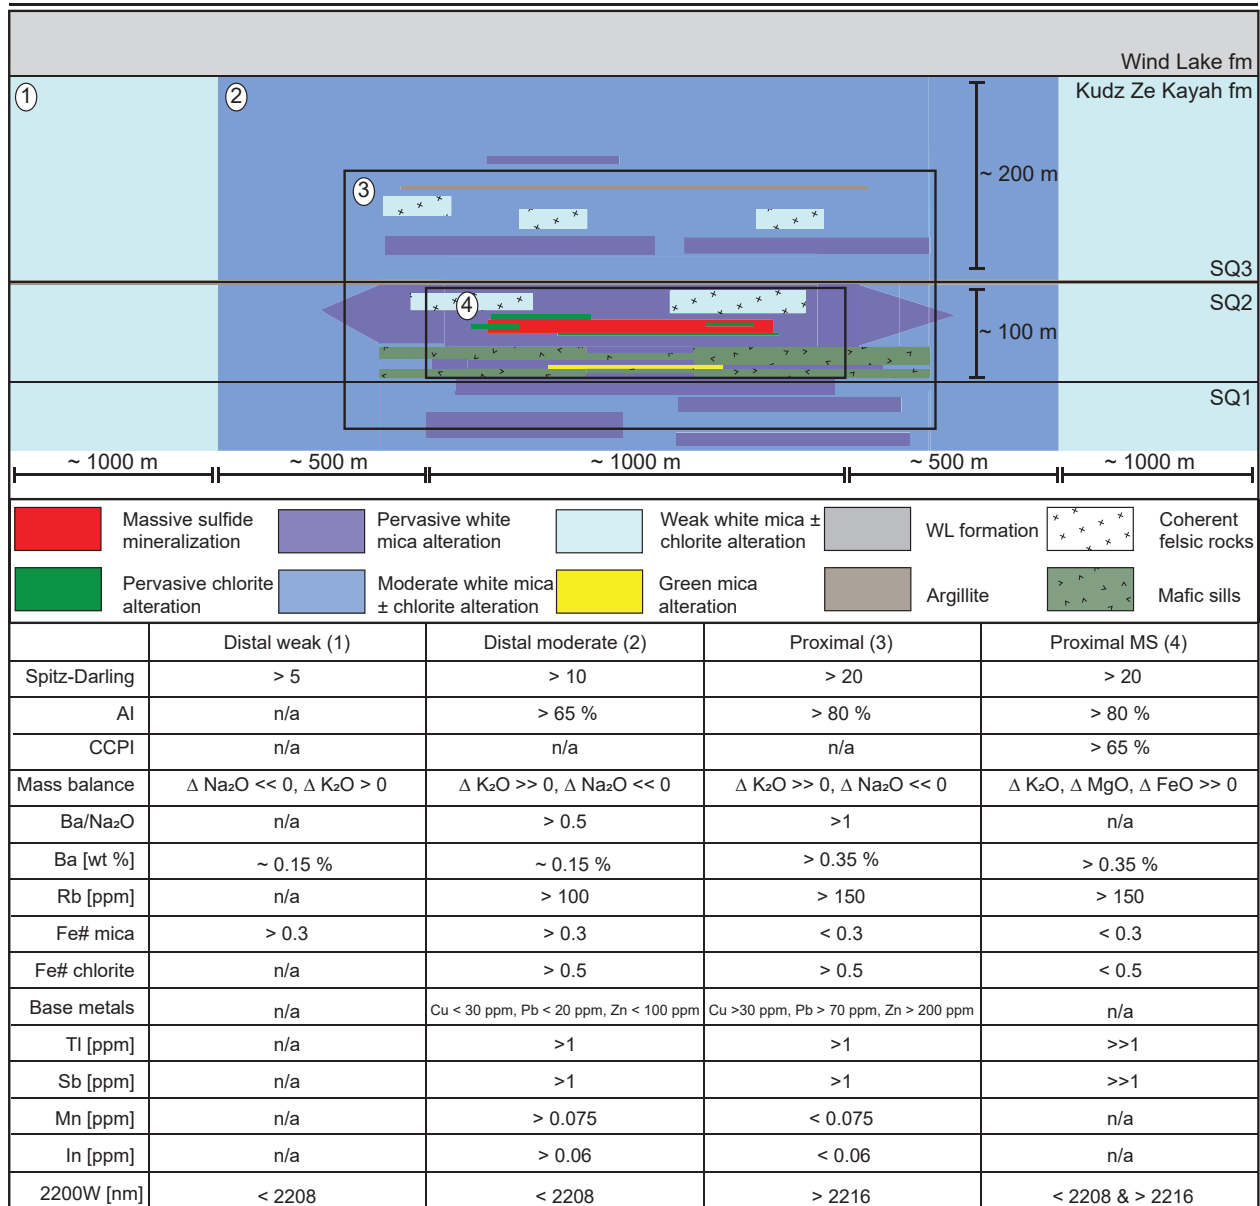 Wind Lake fm
1
2
Kudz Ze Kayah fm
~ 200 m
3
SQ3
SQ2
4
~ 100 m
SQ1
~ 1000 m
~ 500 m
~ 1000 m
~ 500 m
~ 1000 m
Massive sulfide
mineralization
Pervasive white
mica alteration
Weak white mica ±
chlorite alteration
WL formation
Coherent
felsic rocks
Pervasive chlorite
alteration
Moderate white mica
± chlorite alteration
Green mica
alteration
Argillite
Mafic sills
Distal weak (1) Distal moderate (2) Proximal (3) Proximal MS (4)
Spitz-Darling > 5 > 10 > 20 > 20
AI n/a > 65 % > 80 % > 80 %
CCPI n/a n/a n/a > 65 %
Mass balance Δ Na₂O << 0, Δ K₂O > 0 Δ K₂O >> 0, Δ Na₂O << 0 Δ K₂O >> 0, Δ Na₂O << 0 Δ K₂O, Δ MgO, Δ FeO >> 0
Ba/Na₂O n/a > 0.5 >1 n/a
Ba [wt %] ~ 0.15 % ~ 0.15 % > 0.35 % > 0.35 %
Rb [ppm] n/a > 100 > 150 > 150
Fe# mica > 0.3 > 0.3 < 0.3 < 0.3
Fe# chlorite n/a > 0.5 > 0.5 < 0.5
Base metals n/a Cu < 30 ppm, Pb < 20 ppm, Zn < 100 ppm Cu >30 ppm, Pb > 70 ppm, Zn > 200 ppm n/a
Tl [ppm] n/a >1 >1 >>1
Sb [ppm] n/a >1 >1 >>1
Mn [ppm] n/a > 0.075 < 0.075 n/a
In [ppm] n/a > 0.06 < 0.06 n/a
2200W [nm] < 2208 < 2208 > 2216 < 2208 & > 2216